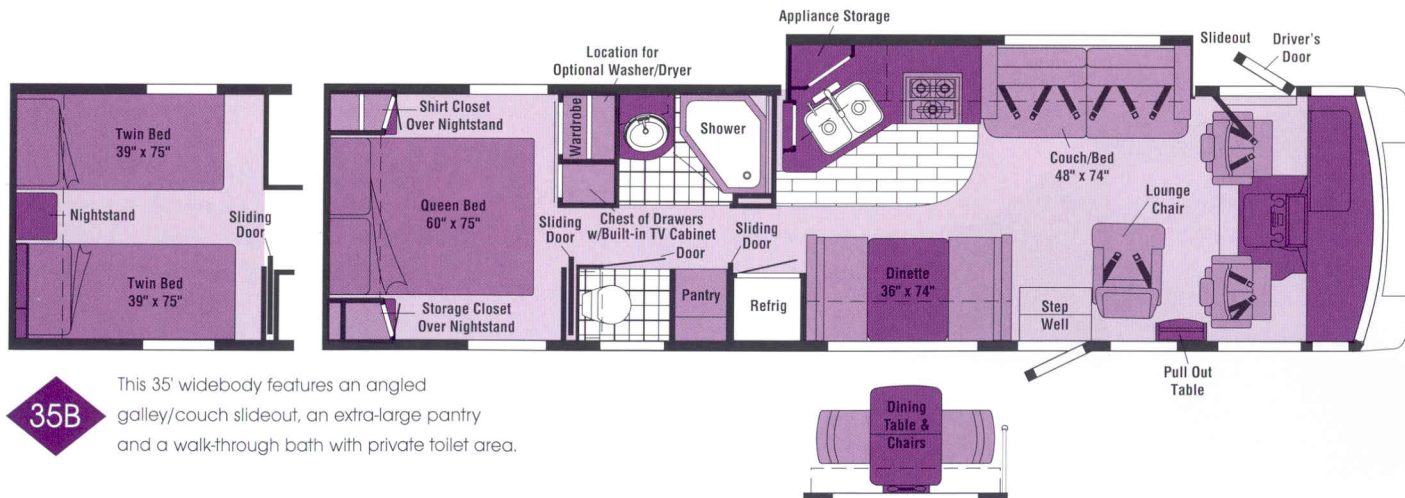 Appliance Storage
Slideout
Driver's
Door
Location for
Optional Washer/Dryer
Twin Bed
39" x 75"
Shirt Closet
Over Nightstand
Wardrobe
Shower
Couch/Bed
48" x 74"
Lounge
Chair
Nightstand
Sliding
Door
Queen Bed
60" x 75"
Chest of Drawers
w/Built-in TV Cabinet
Sliding
Door
Door
Sliding
Door
Twin Bed
39" x 75"
Storage Closet
Over Nightstand
Pantry
Refrig
Dinette
36" x 74"
Step
Well
Pull Out
Table
35B
This 35' widebody features an angled
galley/couch slideout, an extra-large pantry
and a walk-through bath with private toilet area.
Dining
Table &
Chairs